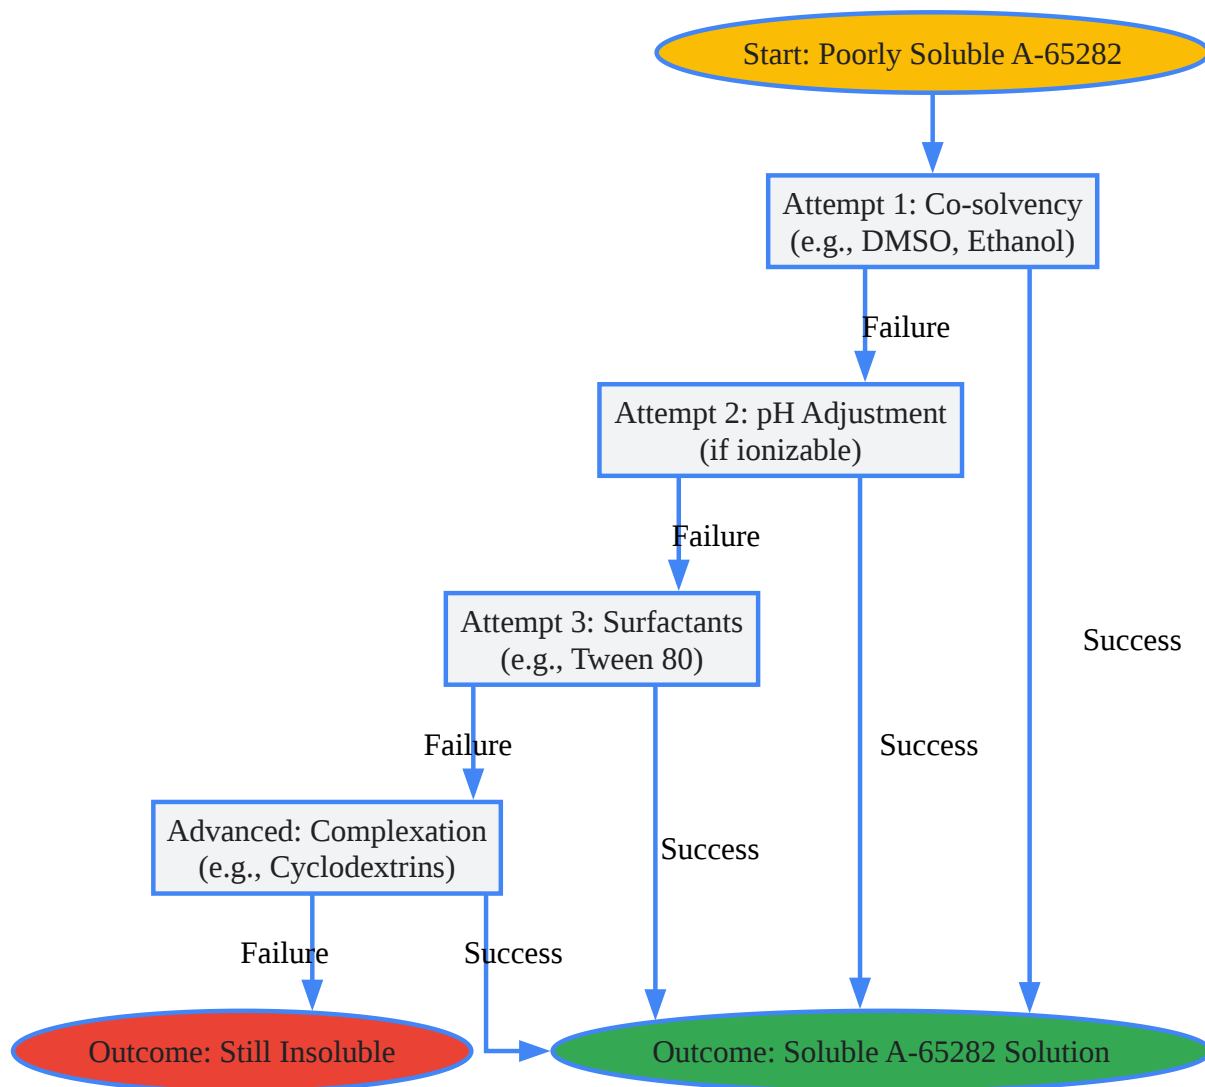 Start: Poorly Soluble A-65282
Attempt 1: Co-solvency
(e.g., DMSO, Ethanol)
Failure
Attempt 2: pH Adjustment
(if ionizable)
Failure
Attempt 3: Surfactants
(e.g., Tween 80)
Success
Failure
Success
Advanced: Complexation
(e.g., Cyclodextrins)
Success
Failure
Success
Outcome: Still Insoluble
Outcome: Soluble A-65282 Solution